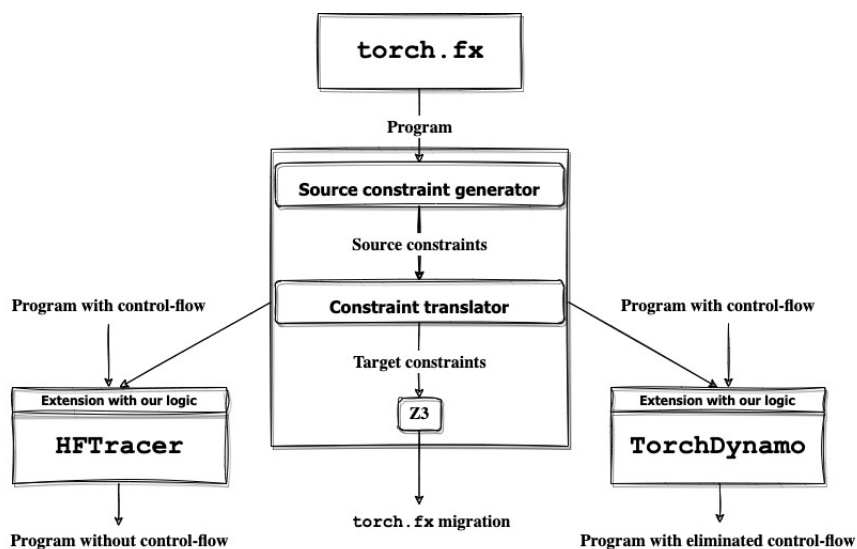 torch.fx
Program
Source constraint generator
Source constraints
Program with control-flow
Constraint translator
Program with control-flow
Target constraints
Extension with our logic
Z3
Extension with our logic
HFTracer
TorchDynamo
Program without control-flow
torch.fx migration
Program with eliminated control-flow